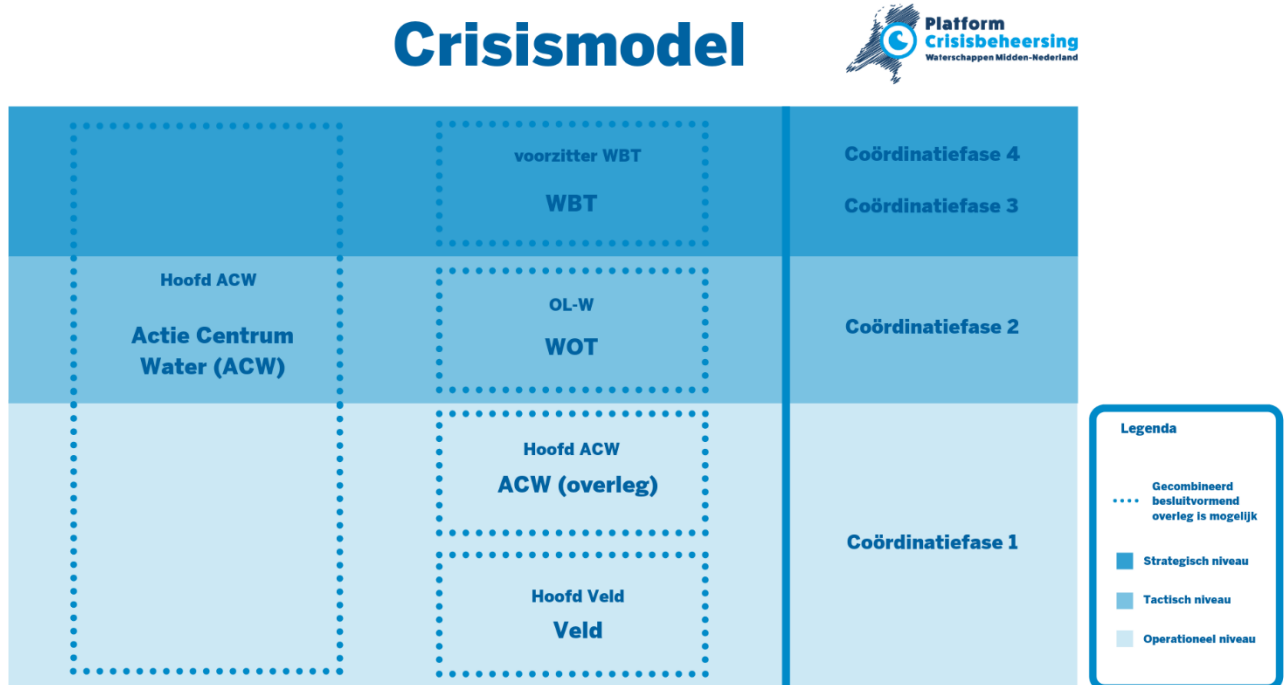 Crisismodel
Platform
Crisisbeheersing
Waterschappen Midden-Nederland
voorzitter WBT
WBT
Coördinatiefase 4
Coördinatiefase 3
Hoofd ACW
Actie Centrum
Water (ACW)
OL-W
WOT
Coördinatiefase 2
Hoofd ACW
ACW (overleg)
Hoofd Veld
Veld
Coördinatiefase 1
Legenda
Gecombineerd
besluitvormend
overleg is mogelijk
Strategisch niveau
Tactisch niveau
Operationeel niveau